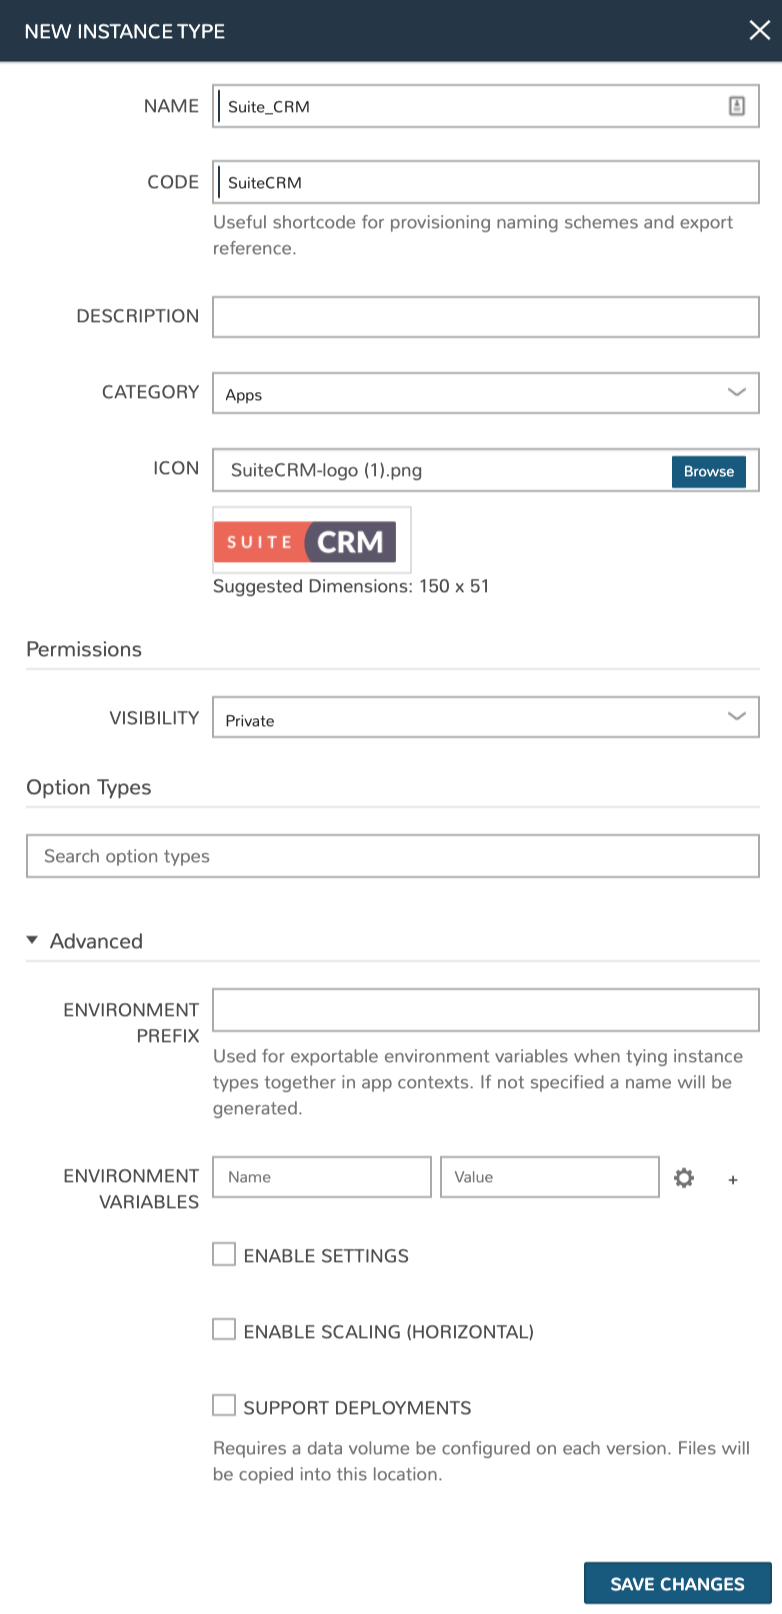 NEW INSTANCE TYPE
NAME
Suite_CRM
CODE
SuiteCRM
Useful shortcode for provisioning naming schemes and export
reference.
DESCRIPTION
CATEGORY
Apps
ICON
SuiteCRM-logo (1).png
Browse
SUITE CRM
Suggested Dimensions: 150 x 51
Permissions
VISIBILITY
Private
Option Types
Search option types
Advanced
ENVIRONMENT
PREFIX
Used for exportable environment variables when tying instance
types together in app contexts. If not specified a name will be
generated.
ENVIRONMENT
VARIABLES
Name
Value
+
ENABLE SETTINGS
ENABLE SCALING (HORIZONTAL)
SUPPORT DEPLOYMENTS
Requires a data volume be configured on each version. Files will
be copied into this location.
SAVE CHANGES